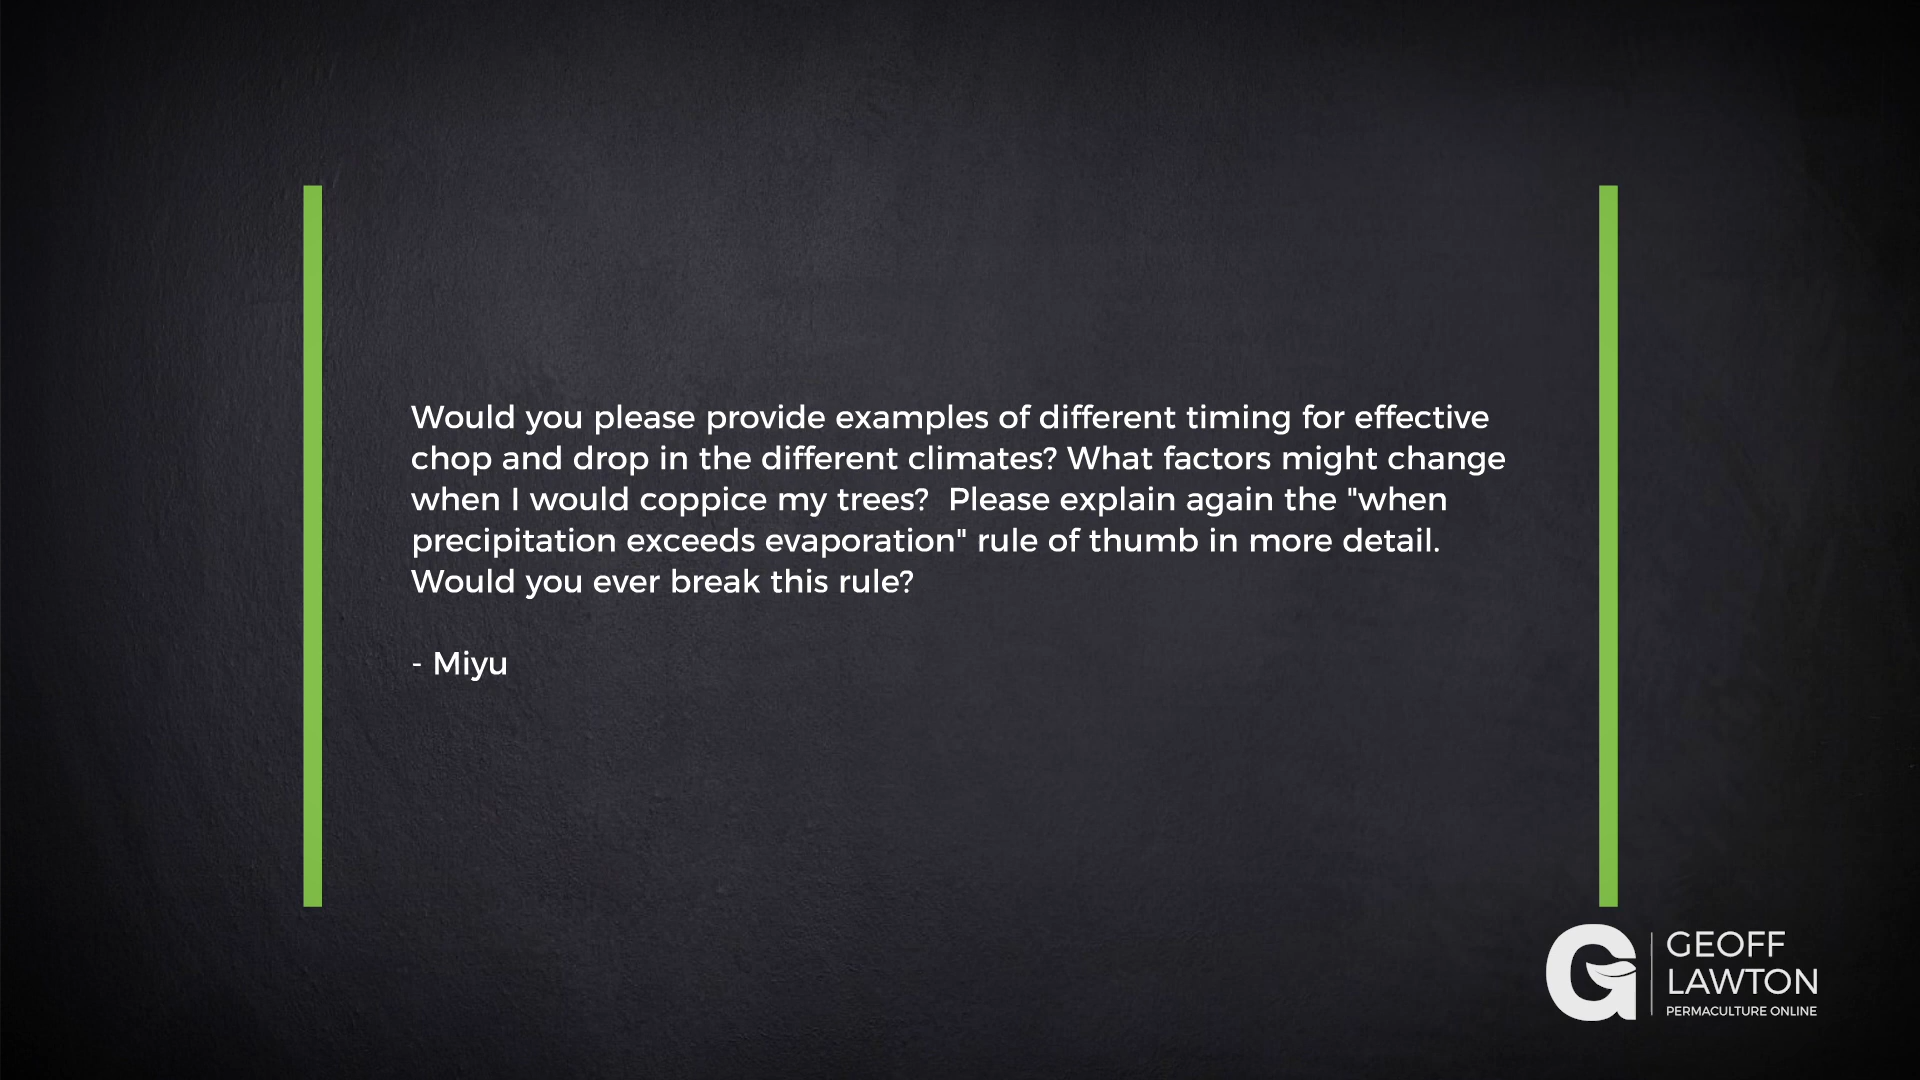 Would you please provide examples of different timing for effective
chop and drop in the different climates? What factors might change
when I would coppice my trees?  Please explain again the "when
precipitation exceeds evaporation" rule of thumb in more detail.
Would you ever break this rule?
- Miyu
GEOFF
LAWTON
PERMACULTURE ONLINE